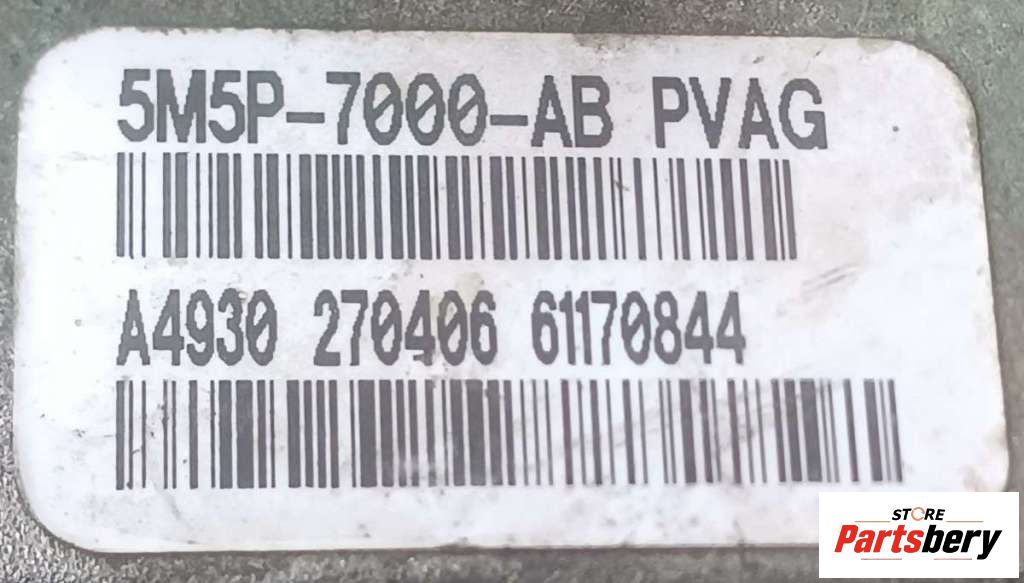 5M5P-7000-AB PVAG
A4930 270406 61170844
STORE
Partsbery